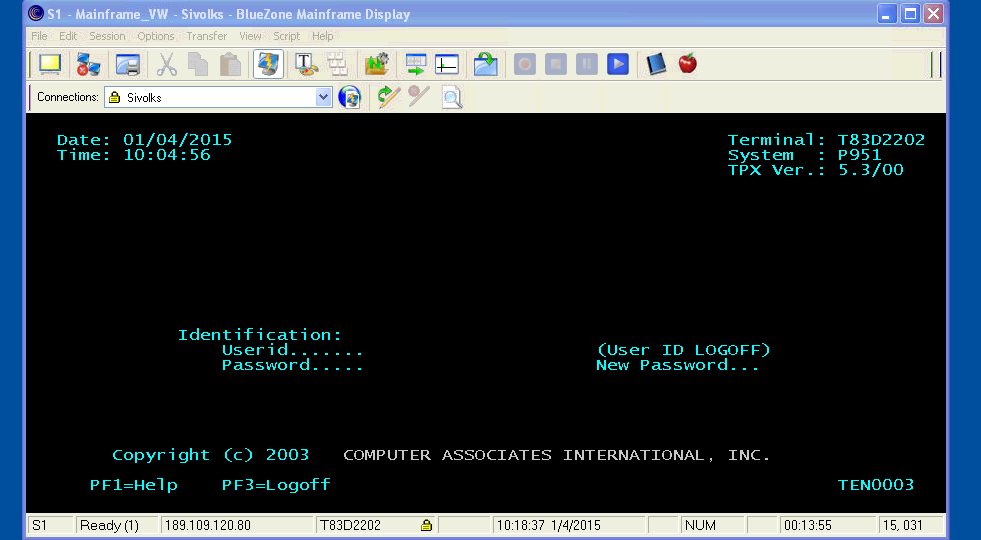 S1 - Mainframe_VW - Sivolks - BlueZone Mainframe Display
File Edit Session Options Transfer View Script Help
Connections: Sivolks
Date: 01/04/2015 Terminal: T83D2202
Time: 10:04:56 System : P951
TPX Ver.: 5.3/00
Identification:
Userid....... (User ID LOGOFF)
Password..... New Password...
Copyright (c) 2003 COMPUTER ASSOCIATES INTERNATIONAL, INC.
PF1=Help PF3=Logoff TEN0003
S1 Ready (1) 189.109.120.80 T83D2202 10:18:37 1/4/2015 NUM 00:13:55 15, 031